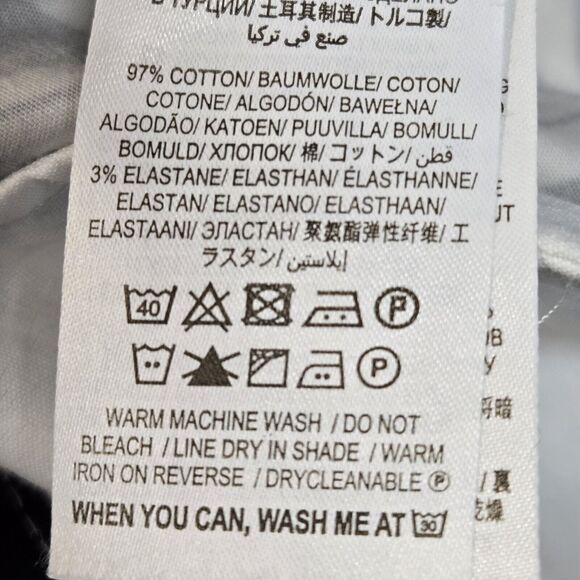 В ТУРЦИИ/ 土耳其制造/ トルコ製/
صنع في تركيا
97% COTTON/ BAUMWOLLE/ COTON/
COTONE/ ALGODÓN/ BAWEŁNA/
ALGODÃO/ KATOEN/ PUUVILLA/ BOMULL/
BOMULD/ ХЛОПОК/ 棉/ コットン/ قطن/
3% ELASTANE/ ELASTHAN/ ÉLASTHANNE/
ELASTAN/ ELASTANO/ ELASTHAAN/
ELASTAANI/ ЭЛАСТАН/ 聚氨酯弹性纤维/ エ
ラスタン/ إيلاستين/
40 P
P
WARM MACHINE WASH / DO NOT
BLEACH / LINE DRY IN SHADE / WARM
IRON ON REVERSE / DRYCLEANABLE Ⓟ
WHEN YOU CAN, WASH ME AT 30